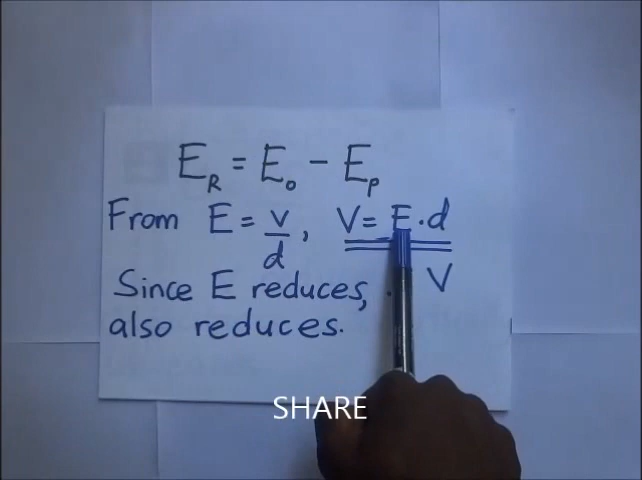 E_R = E_o - E_p
From E = v/d, V = E·d
Since E reduces, V
also reduces.
SHARE